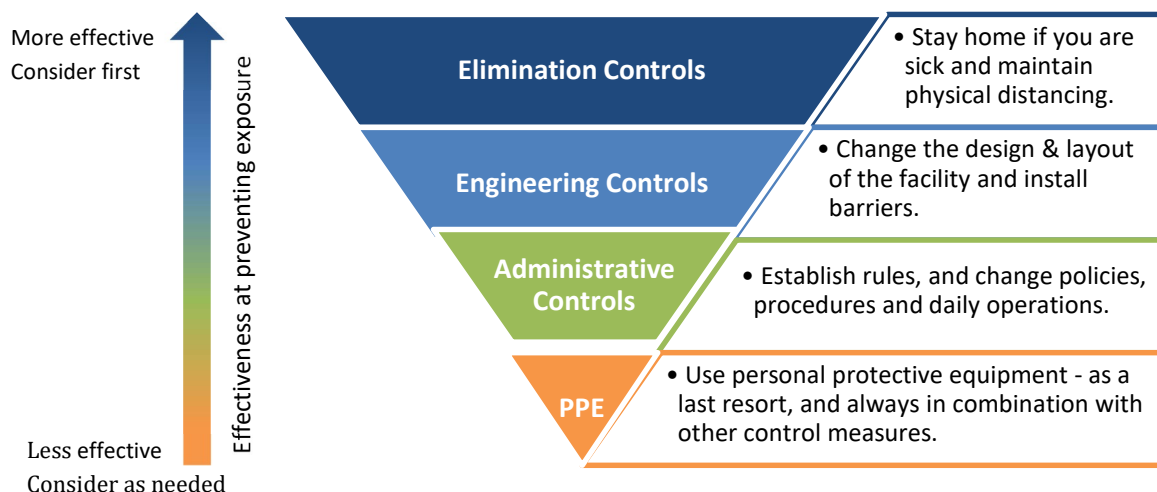 More effective
Consider first
Effectiveness at preventing exposure
Less effective
Consider as needed
Elimination Controls
• Stay home if you are
sick and maintain
physical distancing.
Engineering Controls
• Change the design & layout
of the facility and install
barriers.
Administrative
Controls
• Establish rules, and change policies,
procedures and daily operations.
PPE
• Use personal protective equipment - as a
last resort, and always in combination with
other control measures.